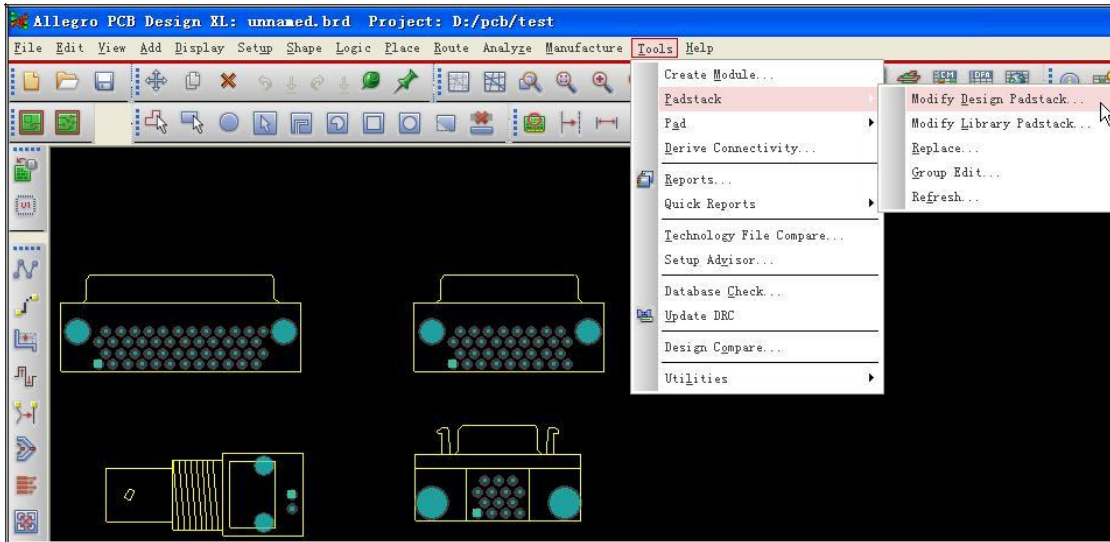 Allegro PCB Design XL: unnamed.brd Project: D:/pcb/test
File Edit View Add Display Setup Shape Logic Place Route Analyze Manufacture Tools Help
Create Module...
Padstack
Pad
Derive Connectivity...
Reports...
Quick Reports
Technology File Compare...
Setup Advisor...
Database Check...
Update DRC
Design Compare...
Utilities
Modify Design Padstack...
Modify Library Padstack...
Replace...
Group Edit...
Refresh...
U1